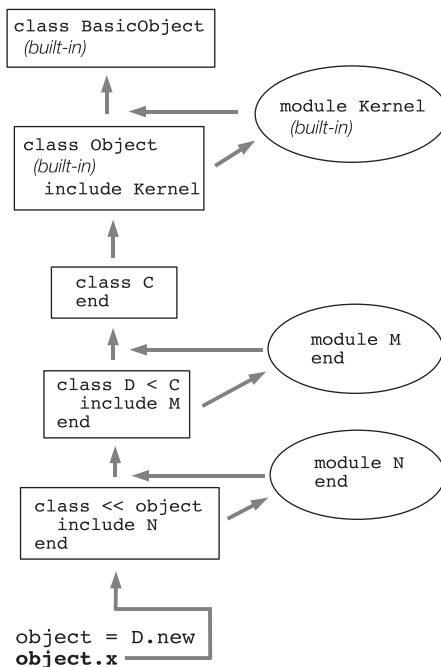 class BasicObject
(built-in)
module Kernel
(built-in)
class Object
(built-in)
include Kernel
class C
end
module M
end
class D < C
include M
end
module N
end
class << object
include N
end
object = D.new
object.x